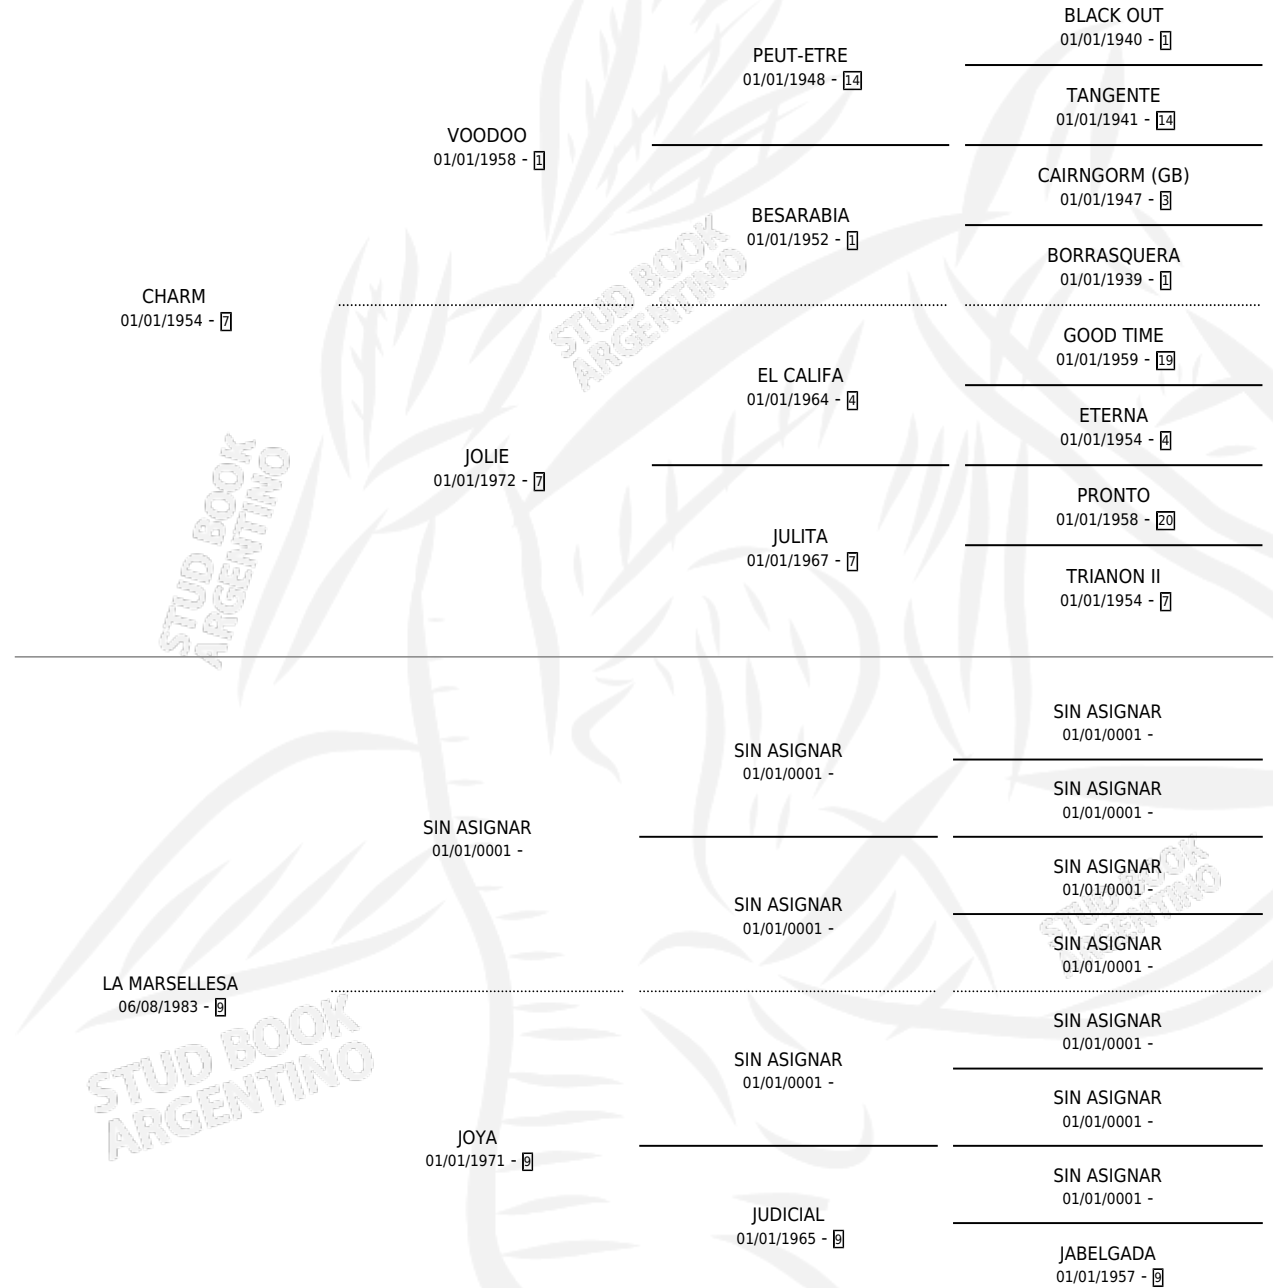 BLACK OUT
01/01/1940 - 1
PEUT-ETRE
01/01/1948 - 14
TANGENTE
01/01/1941 - 14
VOODOO
01/01/1958 - 1
CAIRNGORM (GB)
01/01/1947 - 3
BESARABIA
01/01/1952 - 1
BORRASQUERA
01/01/1939 - 1
CHARM
01/01/1954 - 7
GOOD TIME
01/01/1959 - 19
EL CALIFA
01/01/1964 - 4
ETERNA
01/01/1954 - 4
JOLIE
01/01/1972 - 7
PRONTO
01/01/1958 - 20
JULITA
01/01/1967 - 7
TRIANON II
01/01/1954 - 7
STUD BOOK
ARGENTINO
STUD BOOK
ARGENTINO
SIN ASIGNAR
01/01/0001 -
SIN ASIGNAR
01/01/0001 -
SIN ASIGNAR
01/01/0001 -
SIN ASIGNAR
01/01/0001 -
SIN ASIGNAR
01/01/0001 -
SIN ASIGNAR
01/01/0001 -
SIN ASIGNAR
01/01/0001 -
LA MARSELLESA
06/08/1983 - 9
SIN ASIGNAR
01/01/0001 -
SIN ASIGNAR
01/01/0001 -
SIN ASIGNAR
01/01/0001 -
JOYA
01/01/1971 - 9
SIN ASIGNAR
01/01/0001 -
JUDICIAL
01/01/1965 - 9
JABELGADA
01/01/1957 - 9
STUD BOOK
ARGENTINO
STUD BOOK
ARGENTINO